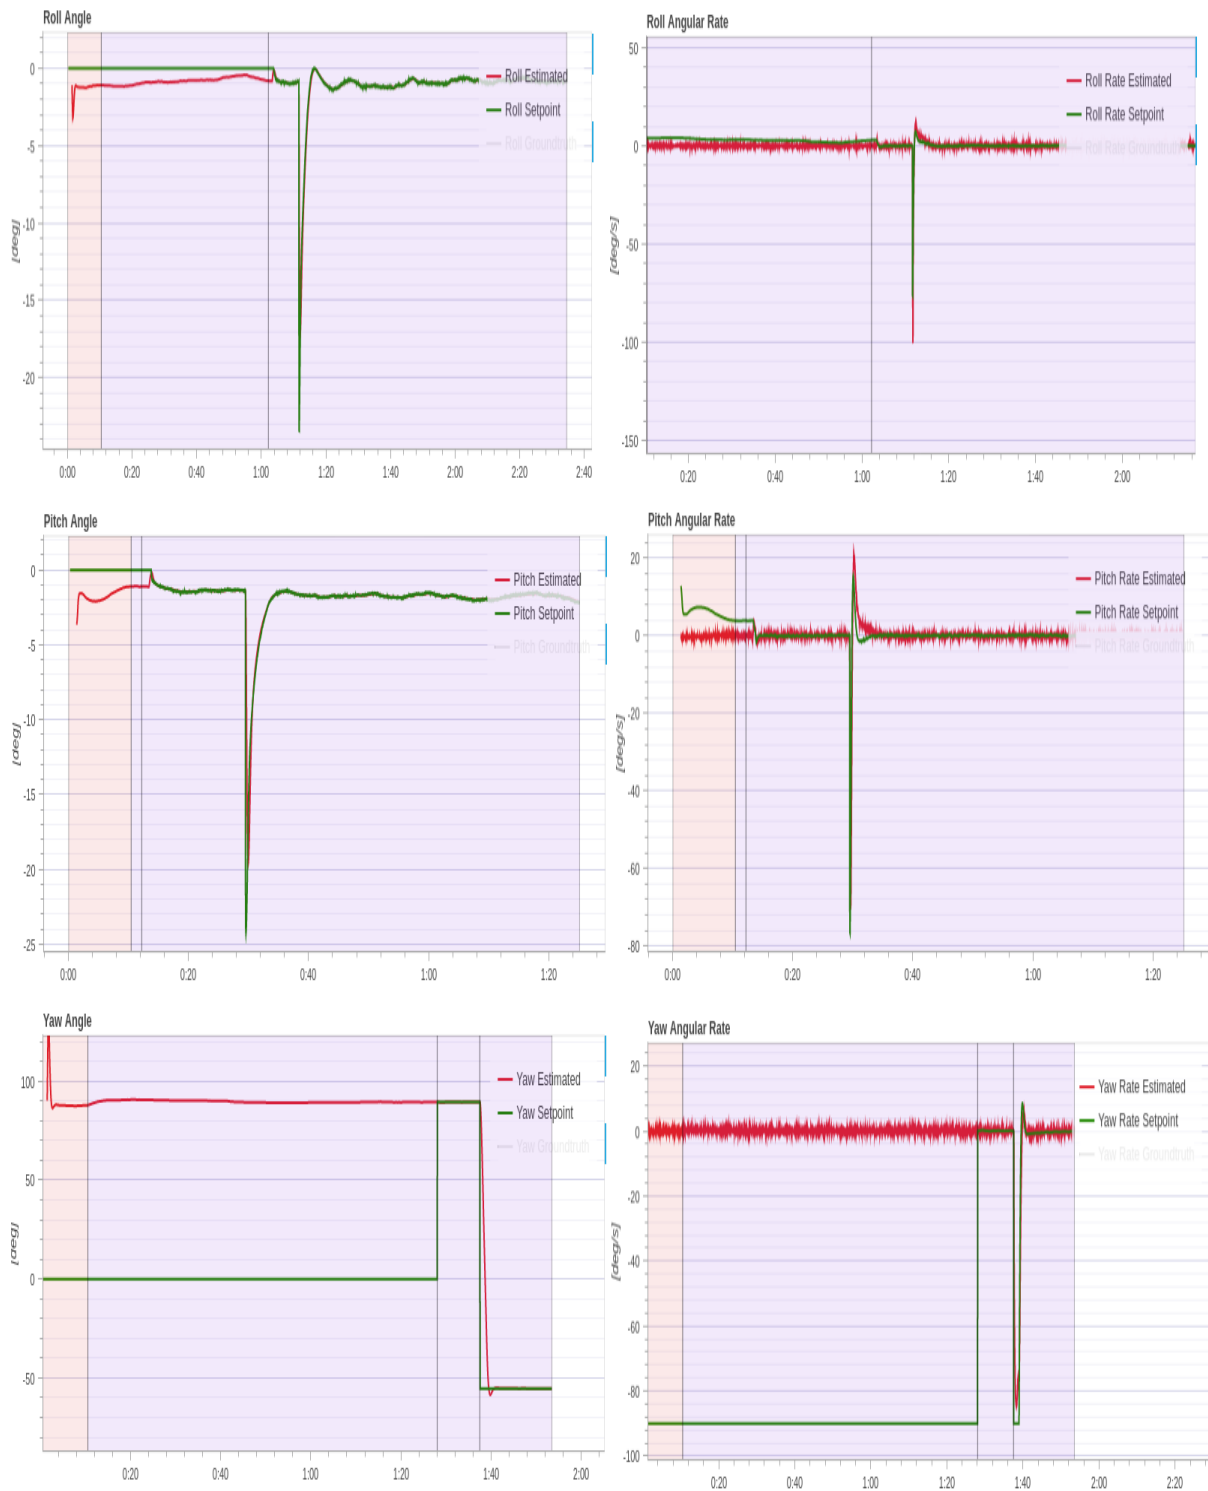 Roll Angle
0
-5
-10
-15
-20
[deg]
Roll Estimated
Roll Setpoint
Roll Groundtruth
0:00 0:20 0:40 1:00 1:20 1:40 2:00 2:20 2:40
Roll Angular Rate
50
0
-50
-100
-150
[deg/s]
Roll Rate Estimated
Roll Rate Setpoint
Roll Rate Groundtruth
0:20 0:40 1:00 1:20 1:40 2:00
Pitch Angle
0
-5
-10
-15
-20
-25
[deg]
Pitch Estimated
Pitch Setpoint
Pitch Groundtruth
0:00 0:20 0:40 1:00 1:20
Pitch Angular Rate
20
0
-20
-40
-60
-80
[deg/s]
Pitch Rate Estimated
Pitch Rate Setpoint
Pitch Rate Groundtruth
0:00 0:20 0:40 1:00 1:20
Yaw Angle
100
50
0
-50
[deg]
Yaw Estimated
Yaw Setpoint
Yaw Groundtruth
0:20 0:40 1:00 1:20 1:40 2:00
Yaw Angular Rate
20
0
-20
-40
-60
-80
-100
[deg/s]
Yaw Rate Estimated
Yaw Rate Setpoint
Yaw Rate Groundtruth
0:20 0:40 1:00 1:20 1:40 2:00 2:20